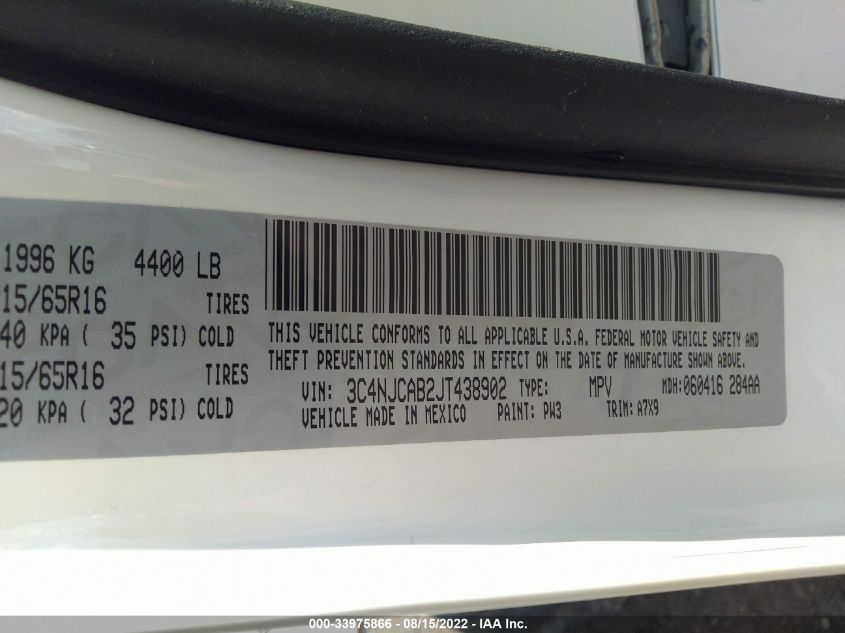 1996 KG 4400 LB
15/65R16 TIRES
40 KPA ( 35 PSI) COLD
15/65R16 TIRES
20 KPA ( 32 PSI) COLD
THIS VEHICLE CONFORMS TO ALL APPLICABLE U.S.A. FEDERAL MOTOR VEHICLE SAFETY AND
THEFT PREVENTION STANDARDS IN EFFECT ON THE DATE OF MANUFACTURE SHOWN ABOVE.
VIN: 3C4NJCAB2JT438902 TYPE: MPV MDH: 060416 284AA
VEHICLE MADE IN MEXICO PAINT: PW3 TRIM: A7X9
000-33975866 - 08/15/2022 - IAA Inc.